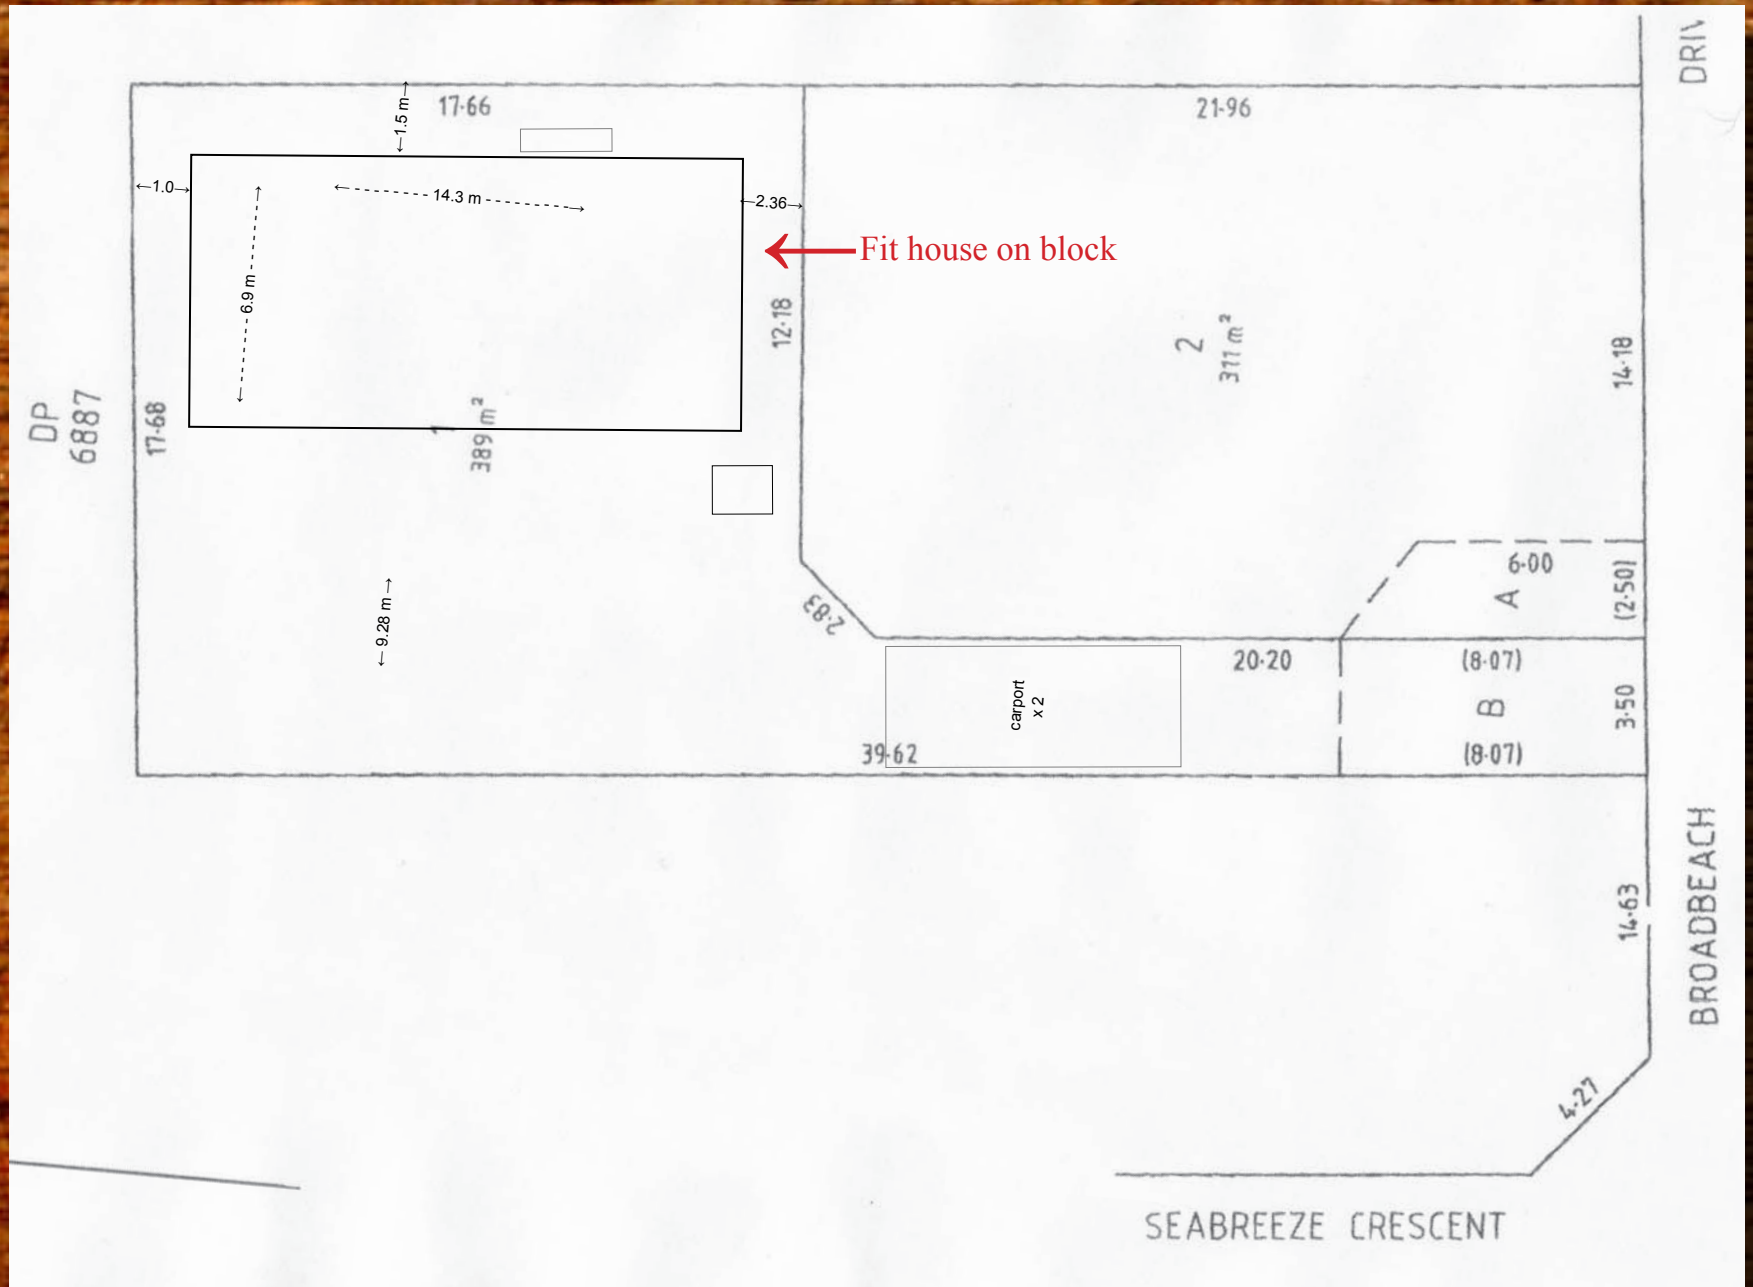 DRIV
17·66
21·96
←1.5 m→
←1.0→
14.3 m
←2.36→
Fit house on block
6.9 m
12·18
2
311 m²
14·18
DP
6887
17·68
1
389 m²
6·00
A
(2·50)
2·83
← 9.28 m →
20·20
(8·07)
carport
x 2
B
3·50
39·62
(8·07)
14·63
BROADBEACH
4·27
SEABREEZE CRESCENT